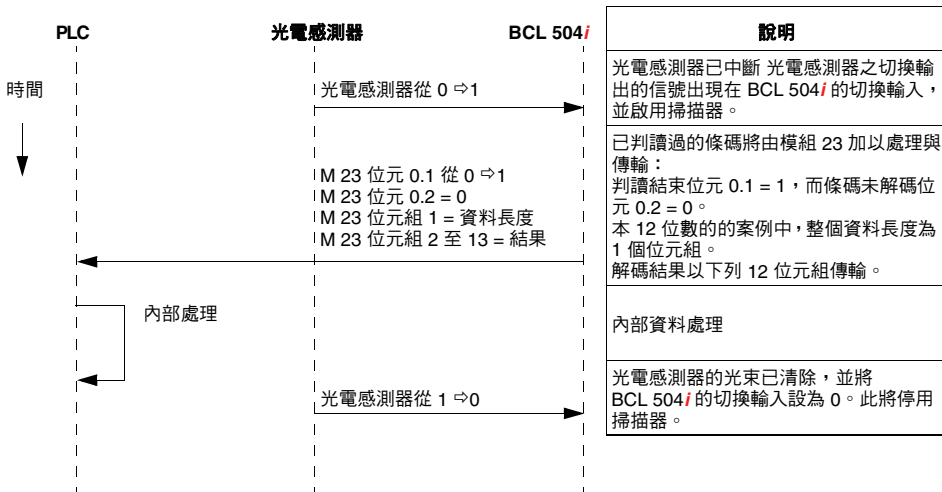 PLC
光電感測器
BCL 504i
說明
時間
光電感測器從 0 ⇨1
光電感測器已中斷 光電感測器之切換輸
出的信號出現在 BCL 504i 的切換輸入，
並啟用掃描器。
M 23 位元 0.1 從 0 ⇨1
M 23 位元 0.2 = 0
M 23 位元組 1 = 資料長度
M 23 位元組 2 至 13 = 結果
已判讀過的條碼將由模組 23 加以處理與
傳輸：
判讀結束位元 0.1 = 1，而條碼未解碼位
元 0.2 = 0。
本 12 位數的的案例中，整個資料長度為
1 個位元組。
解碼結果以下列 12 位元組傳輸。
內部處理
內部資料處理
光電感測器從 1 ⇨0
光電感測器的光束已清除，並將
BCL 504i 的切換輸入設為 0。此將停用
掃描器。